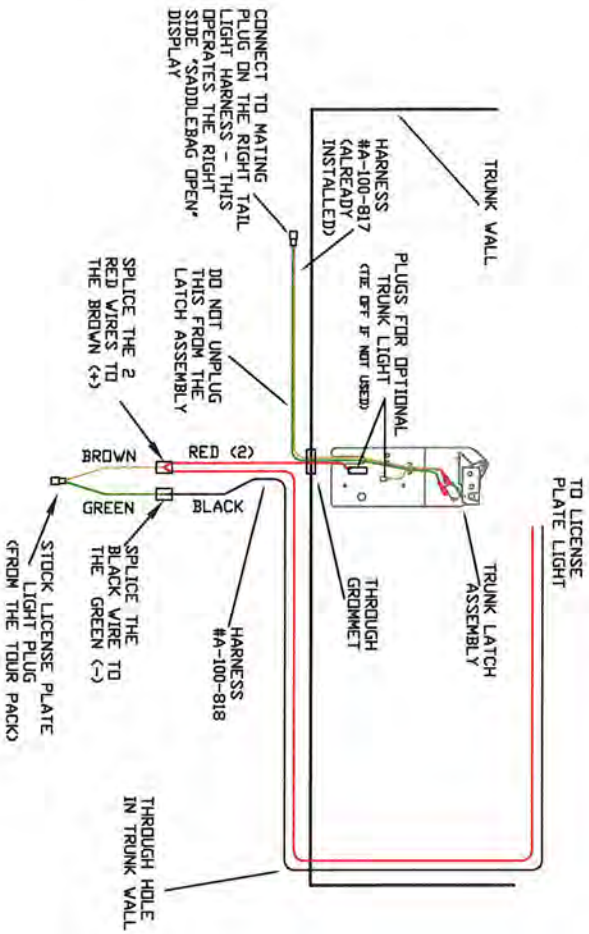 TO LICENSE
PLATE LIGHT
TRUNK WALL
TRUNK LATCH
ASSEMBLY
PLUGS FOR OPTIONAL
TRUNK LIGHT
(TIE OFF IF NOT USED)
HARNESS
#A-100-817
(ALREADY
INSTALLED)
THROUGH
GROMMET
CONNECT TO MATING
PLUG ON THE RIGHT TAIL
LIGHT HARNESS - THIS
OPERATES THE RIGHT
SIDE "SADDLEBAG OPEN"
DISPLAY
DO NOT UNPLUG
THIS FROM THE
LATCH ASSEMBLY
RED (2)
BLACK
HARNESS
#A-100-818
SPLICE THE 2
RED WIRES TO
THE BROWN (+)
BROWN
GREEN
SPLICE THE
BLACK WIRE TO
THE GREEN (-)
STOCK LICENSE PLATE
LIGHT PLUG
(FROM THE TOUR PACK)
THROUGH HOLE
IN TRUNK WALL